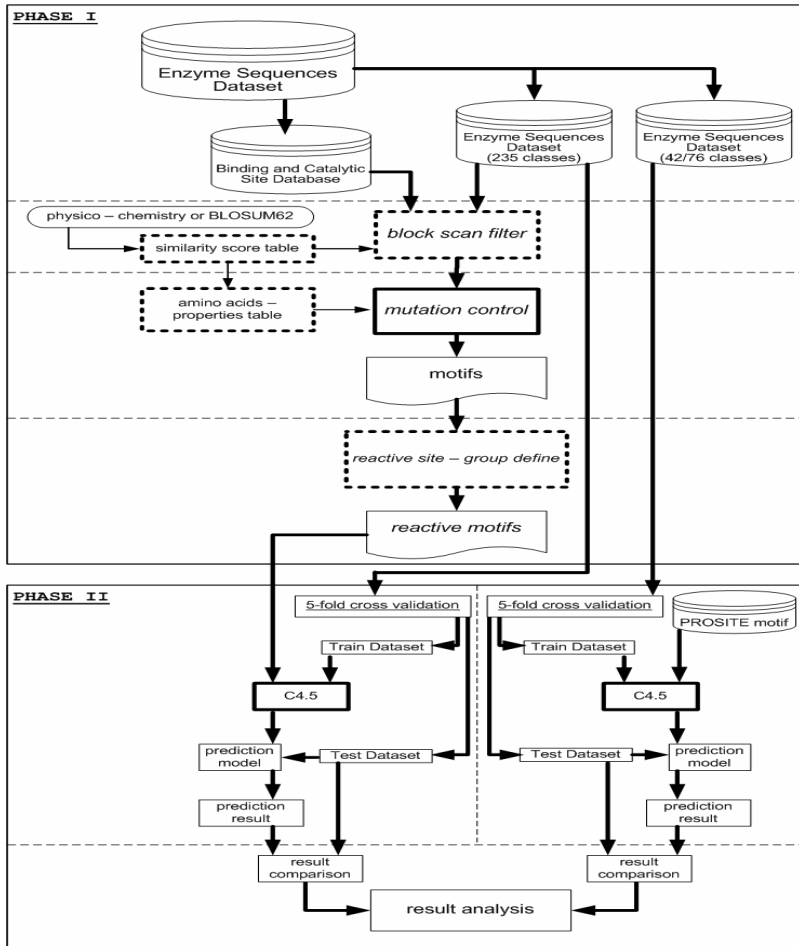 PHASE I
Enzyme Sequences
Dataset
Binding and Catalytic
Site Database
Enzyme Sequences
Dataset
(235 classes)
Enzyme Sequences
Dataset
(42/76 classes)
physico – chemistry or BLOSUM62
similarity score table
block scan filter
amino acids –
properties table
mutation control
motifs
reactive site – group define
reactive motifs
PHASE II
5-fold cross validation
Train Dataset
C4.5
prediction
model
Test Dataset
prediction
result
result
comparison
5-fold cross validation
PROSITE motif
Train Dataset
C4.5
Test Dataset
prediction
model
prediction
result
result
comparison
result analysis